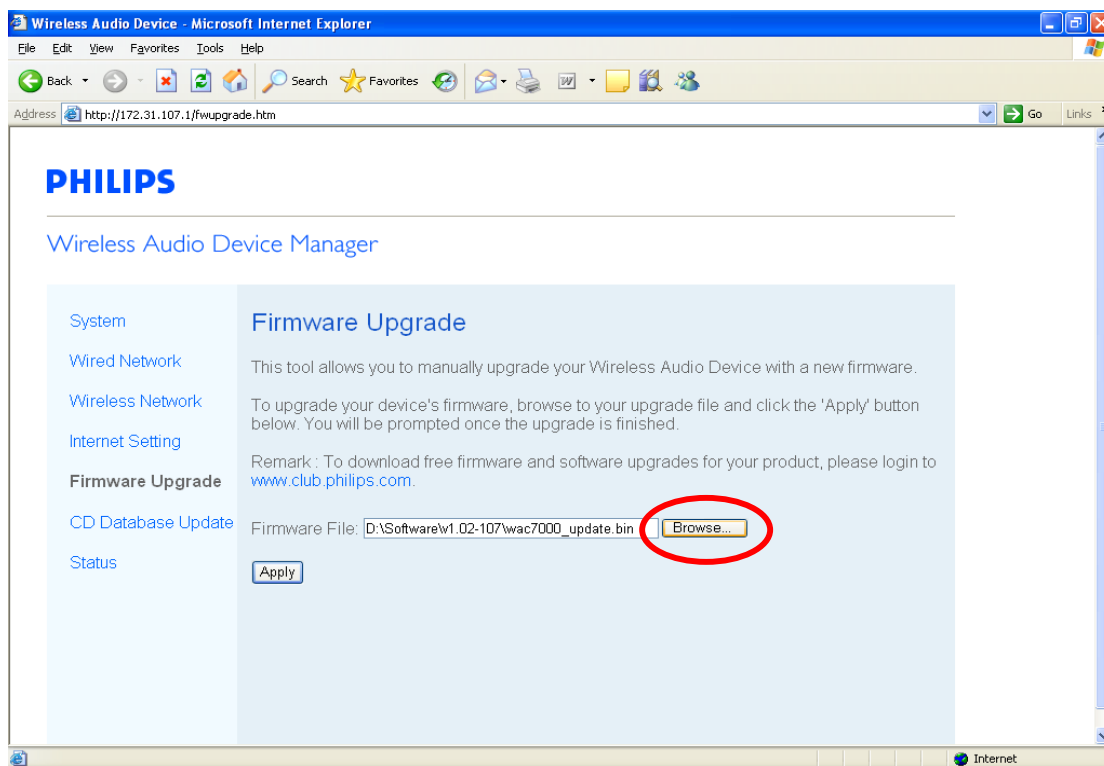 Wireless Audio Device - Microsoft Internet Explorer
File Edit View Favorites Tools Help
Back Search Favorites
Address http://172.31.107.1/fwupgrade.htm Go Links
PHILIPS
Wireless Audio Device Manager
System
Wired Network
Wireless Network
Internet Setting
Firmware Upgrade
CD Database Update
Status
Firmware Upgrade
This tool allows you to manually upgrade your Wireless Audio Device with a new firmware.
To upgrade your device's firmware, browse to your upgrade file and click the 'Apply' button
below. You will be prompted once the upgrade is finished.
Remark : To download free firmware and software upgrades for your product, please login to
www.club.philips.com.
Firmware File: D:\Software\v1.02-107\wac7000_update.bin Browse...
Apply
Internet